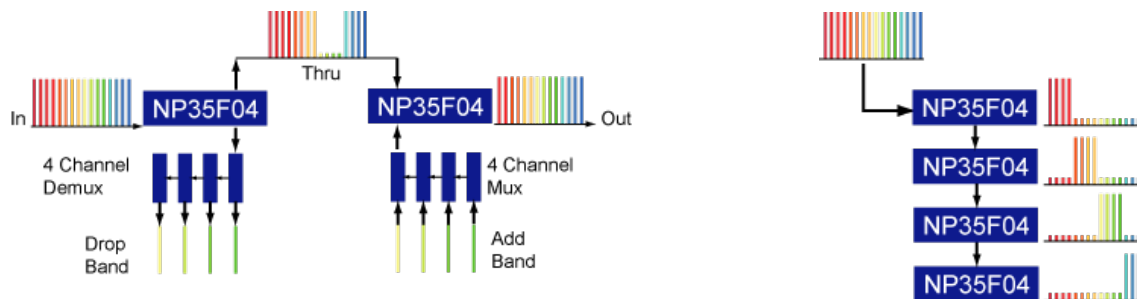 Thru
In
NP35F04
NP35F04
Out
4 Channel
Demux
4 Channel
Mux
Drop
Band
Add
Band
NP35F04
NP35F04
NP35F04
NP35F04